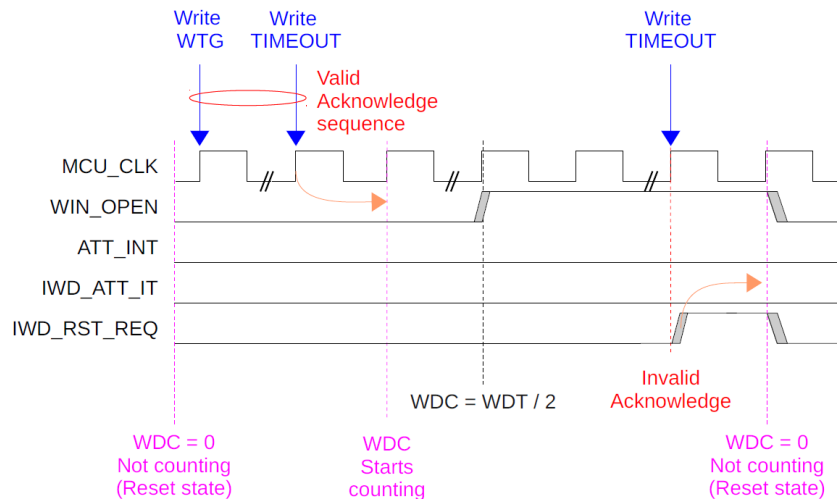 Write
WTG
Write
TIMEOUT
Write
TIMEOUT
Valid
Acknowledge
sequence
MCU_CLK
WIN_OPEN
ATT_INT
IWD_ATT_IT
IWD_RST_REQ
WDC = WDT / 2
Invalid
Acknowledge
WDC = 0
Not counting
(Reset state)
WDC
Starts
counting
WDC = 0
Not counting
(Reset state)